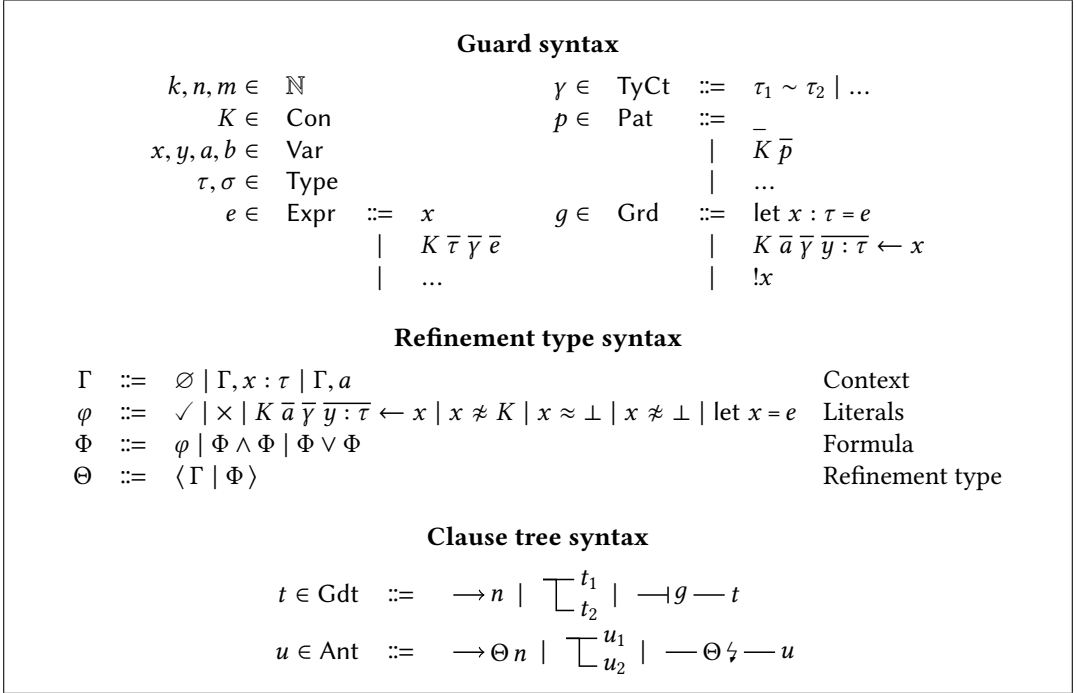 Guard syntax
k, n, m ∈ ℕ γ ∈ TyCt ::= τ₁ ∼ τ₂ | ...
K ∈ Con p ∈ Pat ::= _
x, y, a, b ∈ Var | K p̅
τ, σ ∈ Type | ...
e ∈ Expr ::= x g ∈ Grd ::= let x : τ = e
| K τ̅ γ̅ e̅ | K a̅ γ̅ y̅ ̅:̅ ̅τ̅ ← x
| ... | !x
Refinement type syntax
Γ ::= ∅ | Γ, x : τ | Γ, a Context
φ ::= ✓ | × | K a̅ γ̅ y̅ ̅:̅ ̅τ̅ ← x | x ≉ K | x ≈ ⊥ | x ≉ ⊥ | let x = e Literals
Φ ::= φ | Φ ∧ Φ | Φ ∨ Φ Formula
Θ ::= ⟨ Γ | Φ ⟩ Refinement type
Clause tree syntax
t ∈ Gdt ::= ⟶ n | t₁ t₂ | g t
u ∈ Ant ::= ⟶ Θ n | u₁ u₂ | Θ ↯ u